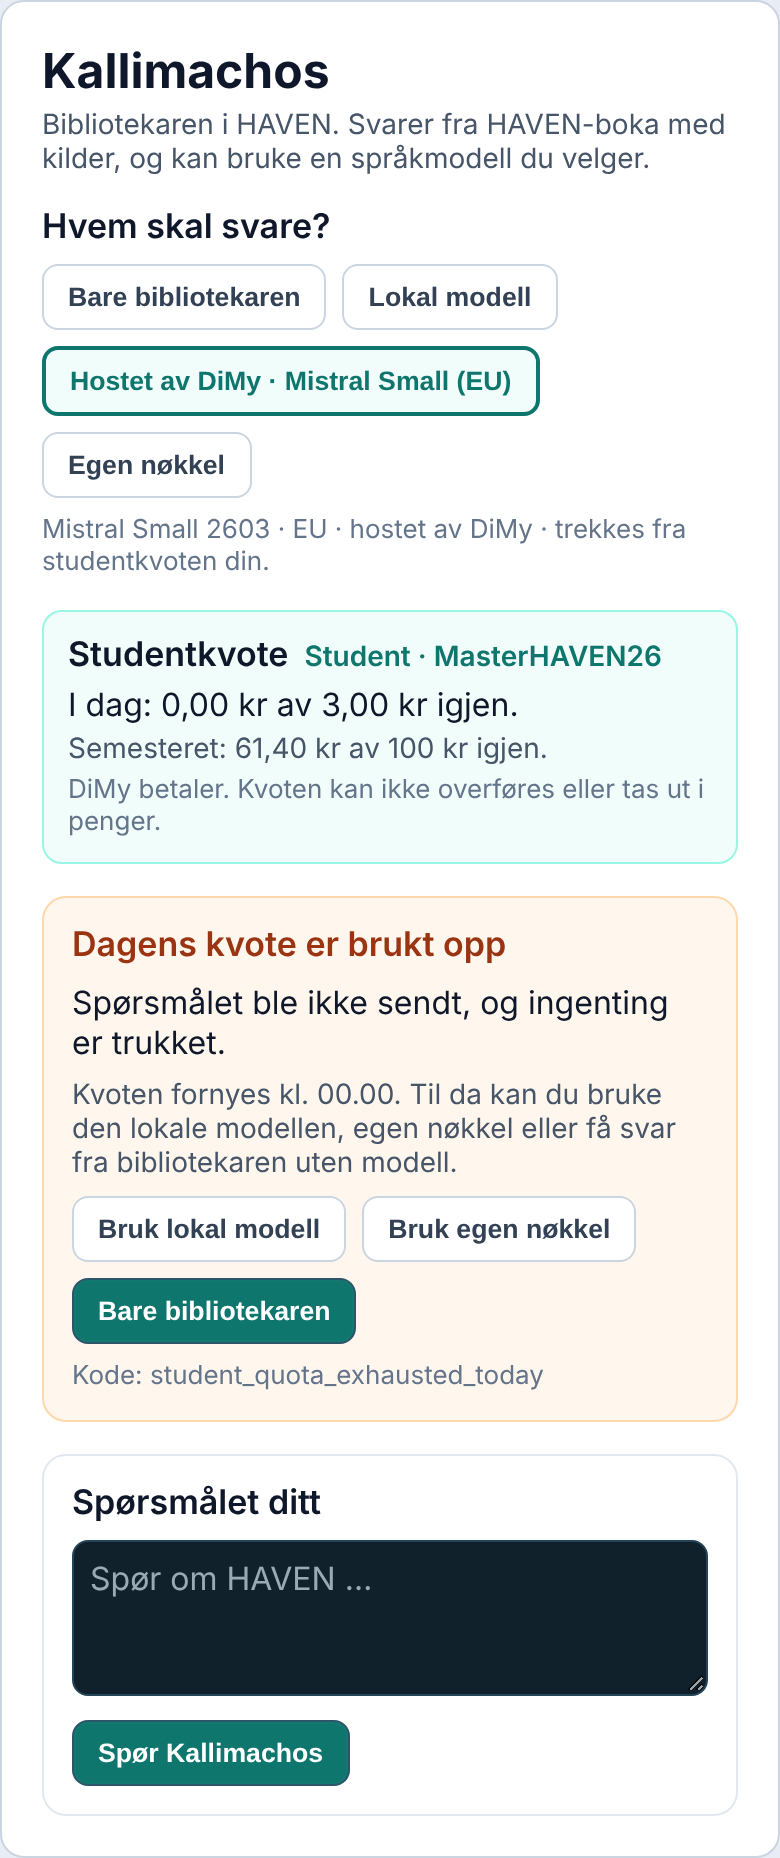 Kallimachos
Bibliotekaren i HAVEN. Svarer fra HAVEN-boka med
kilder, og kan bruke en språkmodell du velger.
Hvem skal svare?
Bare bibliotekaren
Lokal modell
Hostet av DiMy · Mistral Small (EU)
Egen nøkkel
Mistral Small 2603 · EU · hostet av DiMy · trekkes fra
studentkvoten din.
Studentkvote Student · MasterHAVEN26
I dag: 0,00 kr av 3,00 kr igjen.
Semesteret: 61,40 kr av 100 kr igjen.
DiMy betaler. Kvoten kan ikke overføres eller tas ut i
penger.
Dagens kvote er brukt opp
Spørsmålet ble ikke sendt, og ingenting
er trukket.
Kvoten fornyes kl. 00.00. Til da kan du bruke
den lokale modellen, egen nøkkel eller få svar
fra bibliotekaren uten modell.
Bruk lokal modell
Bruk egen nøkkel
Bare bibliotekaren
Kode: student_quota_exhausted_today
Spørsmålet ditt
Spør om HAVEN ...
Spør Kallimachos